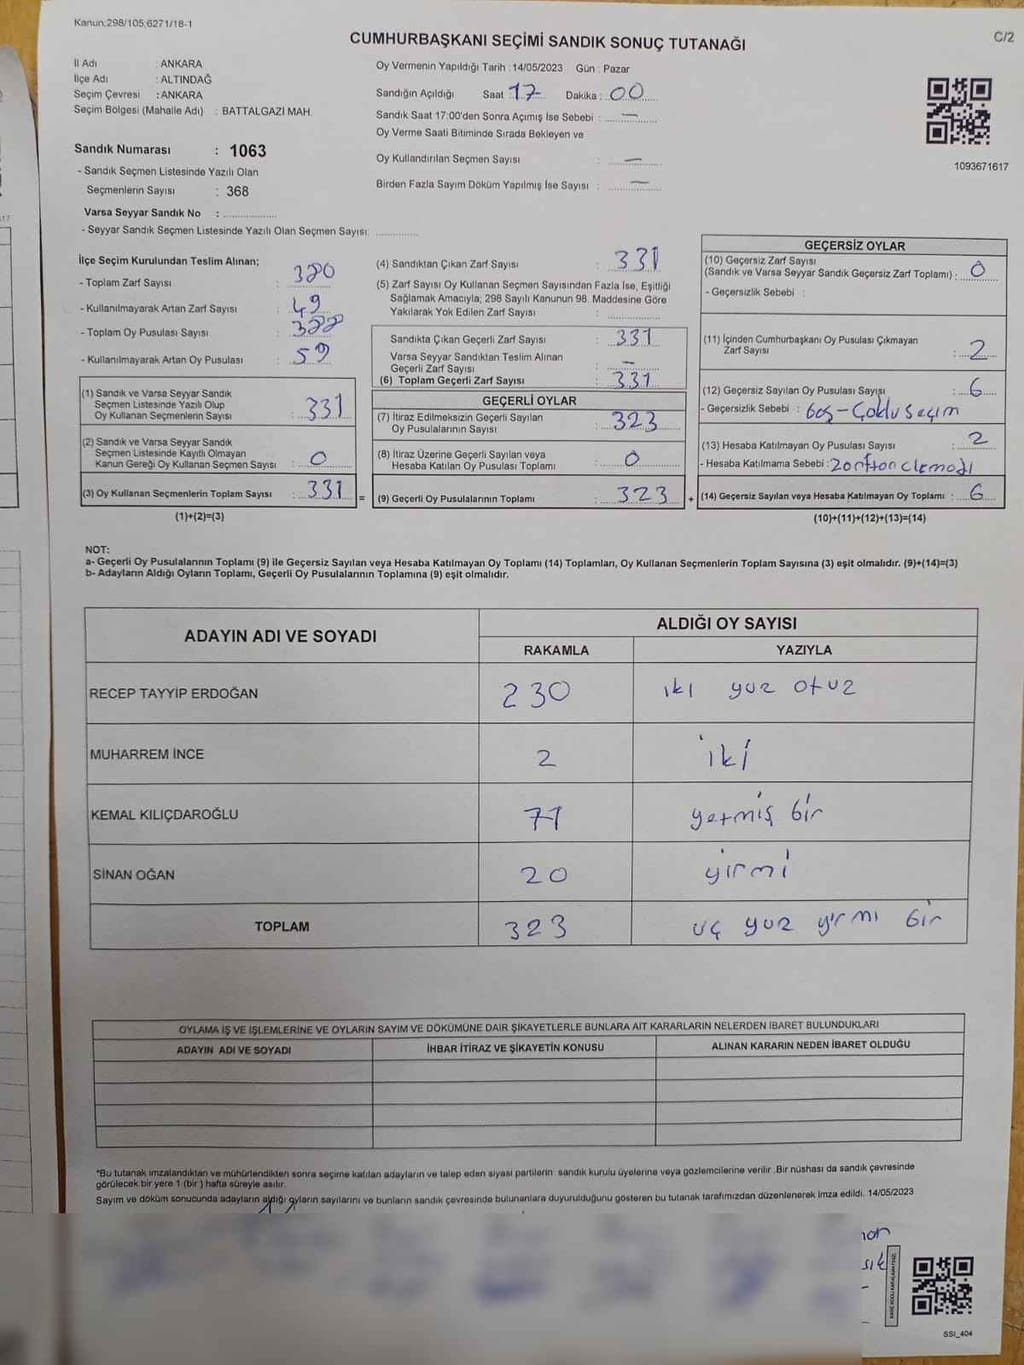 Kanun:298/105,6271/18-1
C/2
CUMHURBAŞKANI SEÇİMİ SANDIK SONUÇ TUTANAĞI
İl Adı : ANKARA
İlçe Adı : ALTINDAĞ
Seçim Çevresi : ANKARA
Seçim Bölgesi (Mahalle Adı) : BATTALGAZİ MAH.
Sandık Numarası : 1063
- Sandık Seçmen Listesinde Yazılı Olan
Seçmenlerin Sayısı : 368
Varsa Seyyar Sandık No : ..................
- Seyyar Sandık Seçmen Listesinde Yazılı Olan Seçmen Sayısı: ..............
Oy Vermenin Yapıldığı Tarih : 14/05/2023 Gün : Pazar
Sandığın Açıldığı Saat : 17 Dakika : 00
Sandık Saat 17:00'den Sonra Açımış İse Sebebi : —
Oy Verme Saati Bitiminde Sırada Bekleyen ve
Oy Kullandırılan Seçmen Sayısı : —
Birden Fazla Sayım Döküm Yapılmış İse Sayısı : —
1093671617
İlçe Seçim Kurulundan Teslim Alınan;
- Toplam Zarf Sayısı : 380
- Kullanılmayarak Artan Zarf Sayısı : 49
- Toplam Oy Pusulası Sayısı : 388
- Kullanılmayarak Artan Oy Pusulası : 59
(1) Sandık ve Varsa Seyyar Sandık
Seçmen Listesinde Yazılı Olup
Oy Kullanan Seçmenlerin Sayısı : 331
(2) Sandık ve Varsa Seyyar Sandık
Seçmen Listesinde Kayıtlı Olmayan
Kanun Gereği Oy Kullanan Seçmen Sayısı : 0
(3) Oy Kullanan Seçmenlerin Toplam Sayısı : 331 =
(1)+(2)=(3)
(4) Sandıktan Çıkan Zarf Sayısı : 331
(5) Zarf Sayısı Oy Kullanan Seçmen Sayısından Fazla İse, Eşitliği
Sağlamak Amacıyla; 298 Sayılı Kanunun 98. Maddesine Göre
Yakılarak Yok Edilen Zarf Sayısı : ..............
Sandıkta Çıkan Geçerli Zarf Sayısı : 331
Varsa Seyyar Sandıktan Teslim Alınan
Geçerli Zarf Sayısı : —
(6) Toplam Geçerli Zarf Sayısı : 331
GEÇERLİ OYLAR
(7) İtiraz Edilmeksizin Geçerli Sayılan
Oy Pusulalarının Sayısı : 323
(8) İtiraz Üzerine Geçerli Sayılan veya
Hesaba Katılan Oy Pusulası Toplamı : 0
(9) Geçerli Oy Pusulalarının Toplamı : 323 +
GEÇERSİZ OYLAR
(10) Geçersiz Zarf Sayısı
(Sandık ve Varsa Seyyar Sandık Geçersiz Zarf Toplamı) : 0
- Geçersizlik Sebebi :
(11) İçinden Cumhurbaşkanı Oy Pusulası Çıkmayan
Zarf Sayısı : 2
(12) Geçersiz Sayılan Oy Pusulası Sayısı : 6
- Geçersizlik Sebebi : boş-Çoklu seçim
(13) Hesaba Katılmayan Oy Pusulası Sayısı : 2
- Hesaba Katılmama Sebebi :
(14) Geçersiz Sayılan veya Hesaba Katılmayan Oy Toplamı : 6
(10)+(11)+(12)+(13)=(14)
NOT:
a- Geçerli Oy Pusulalarının Toplamı (9) ile Geçersiz Sayılan veya Hesaba Katılmayan Oy Toplamı (14) Toplamları, Oy Kullanan Seçmenlerin Toplam Sayısına (3) eşit olmalıdır. (9)+(14)=(3)
b- Adayların Aldığı Oyların Toplamı, Geçerli Oy Pusulalarının Toplamına (9) eşit olmalıdır.
ADAYIN ADI VE SOYADI
ALDIĞI OY SAYISI
RAKAMLA YAZIYLA
RECEP TAYYİP ERDOĞAN 230 iki yuz otuz
MUHARREM İNCE 2 iki
KEMAL KILIÇDAROĞLU 71 yetmiş bir
SİNAN OĞAN 20 yirmi
TOPLAM 323 uç yuz yirmi bir
OYLAMA İŞ VE İŞLEMLERİNE VE OYLARIN SAYIM VE DÖKÜMÜNE DAİR ŞİKAYETLERLE BUNLARA AİT KARARLARIN NELERDEN İBARET BULUNDUKLARI
ADAYIN ADI VE SOYADI İHBAR İTİRAZ VE ŞİKAYETİN KONUSU ALINAN KARARIN NEDEN İBARET OLDUĞU
*Bu tutanak imzalandıktan ve mühürlendikten sonra seçime katılan adayların ve talep eden siyasi partilerin sandık kurulu üyelerine veya gözlemcilerine verilir. Bir nüshası da sandık çevresinde
görülecek bir yere 1 (bir ) hafta süreyle asılır.
Sayım ve döküm sonucunda adayların aldığı oyların sayılarını ve bunların sandık çevresinde bulunanlara duyurulduğunu gösteren bu tutanak tarafımızdan düzenlenerek imza edildi. 14/05/2023
SSI_404